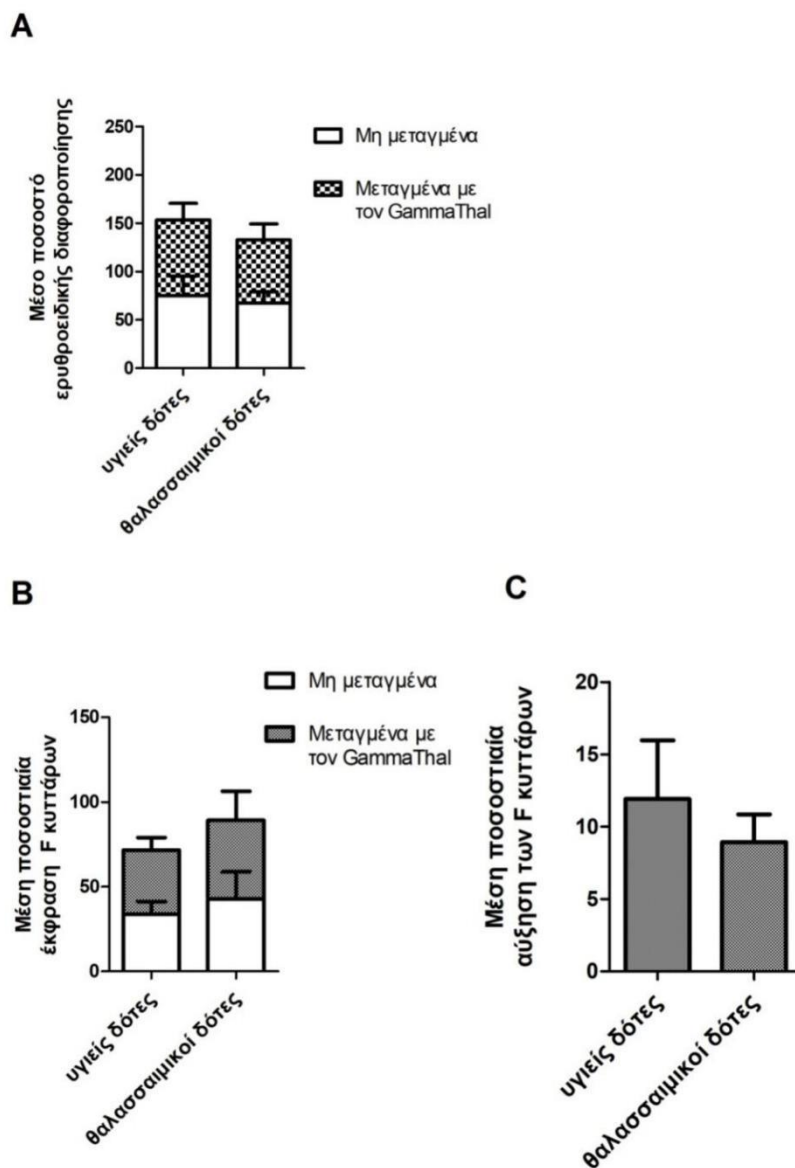 A
Μέσο ποσοστό
ερυθροειδικής διαφοροποίησης
250
200
150
100
50
0
Μη μεταγμένα
Μεταγμένα με
τον GammaThal
υγιείς δότες
θαλασσαιμικοί δότες
B
Μέση ποσοστιαία
έκφραση F κυττάρων
150
100
50
0
Μη μεταγμένα
Μεταγμένα με
τον GammaThal
υγιείς δότες
θαλασσαιμικοί δότες
C
Μέση ποσοστιαία
αύξηση των F κυττάρων
20
15
10
5
0
υγιείς δότες
θαλασσαιμικοί δότες